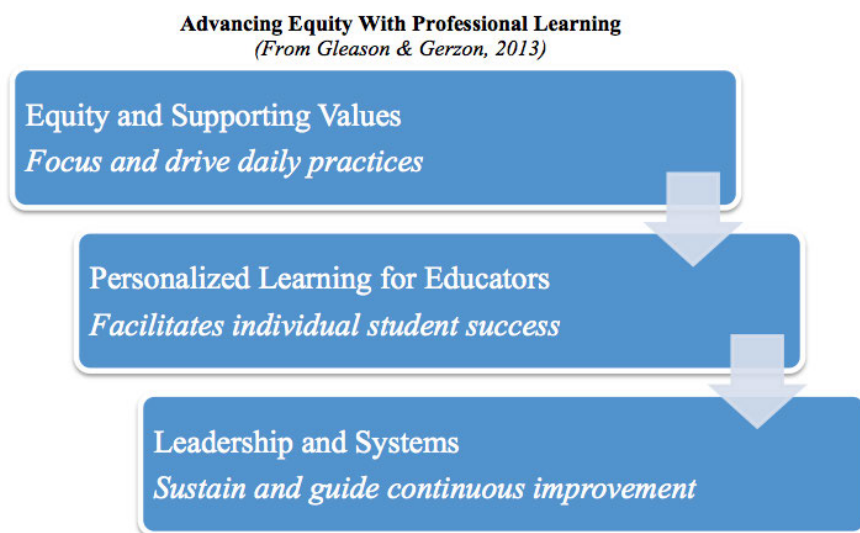 Advancing Equity With Professional Learning
(From Gleason & Gerzon, 2013)
Equity and Supporting Values
Focus and drive daily practices
Personalized Learning for Educators
Facilitates individual student success
Leadership and Systems
Sustain and guide continuous improvement